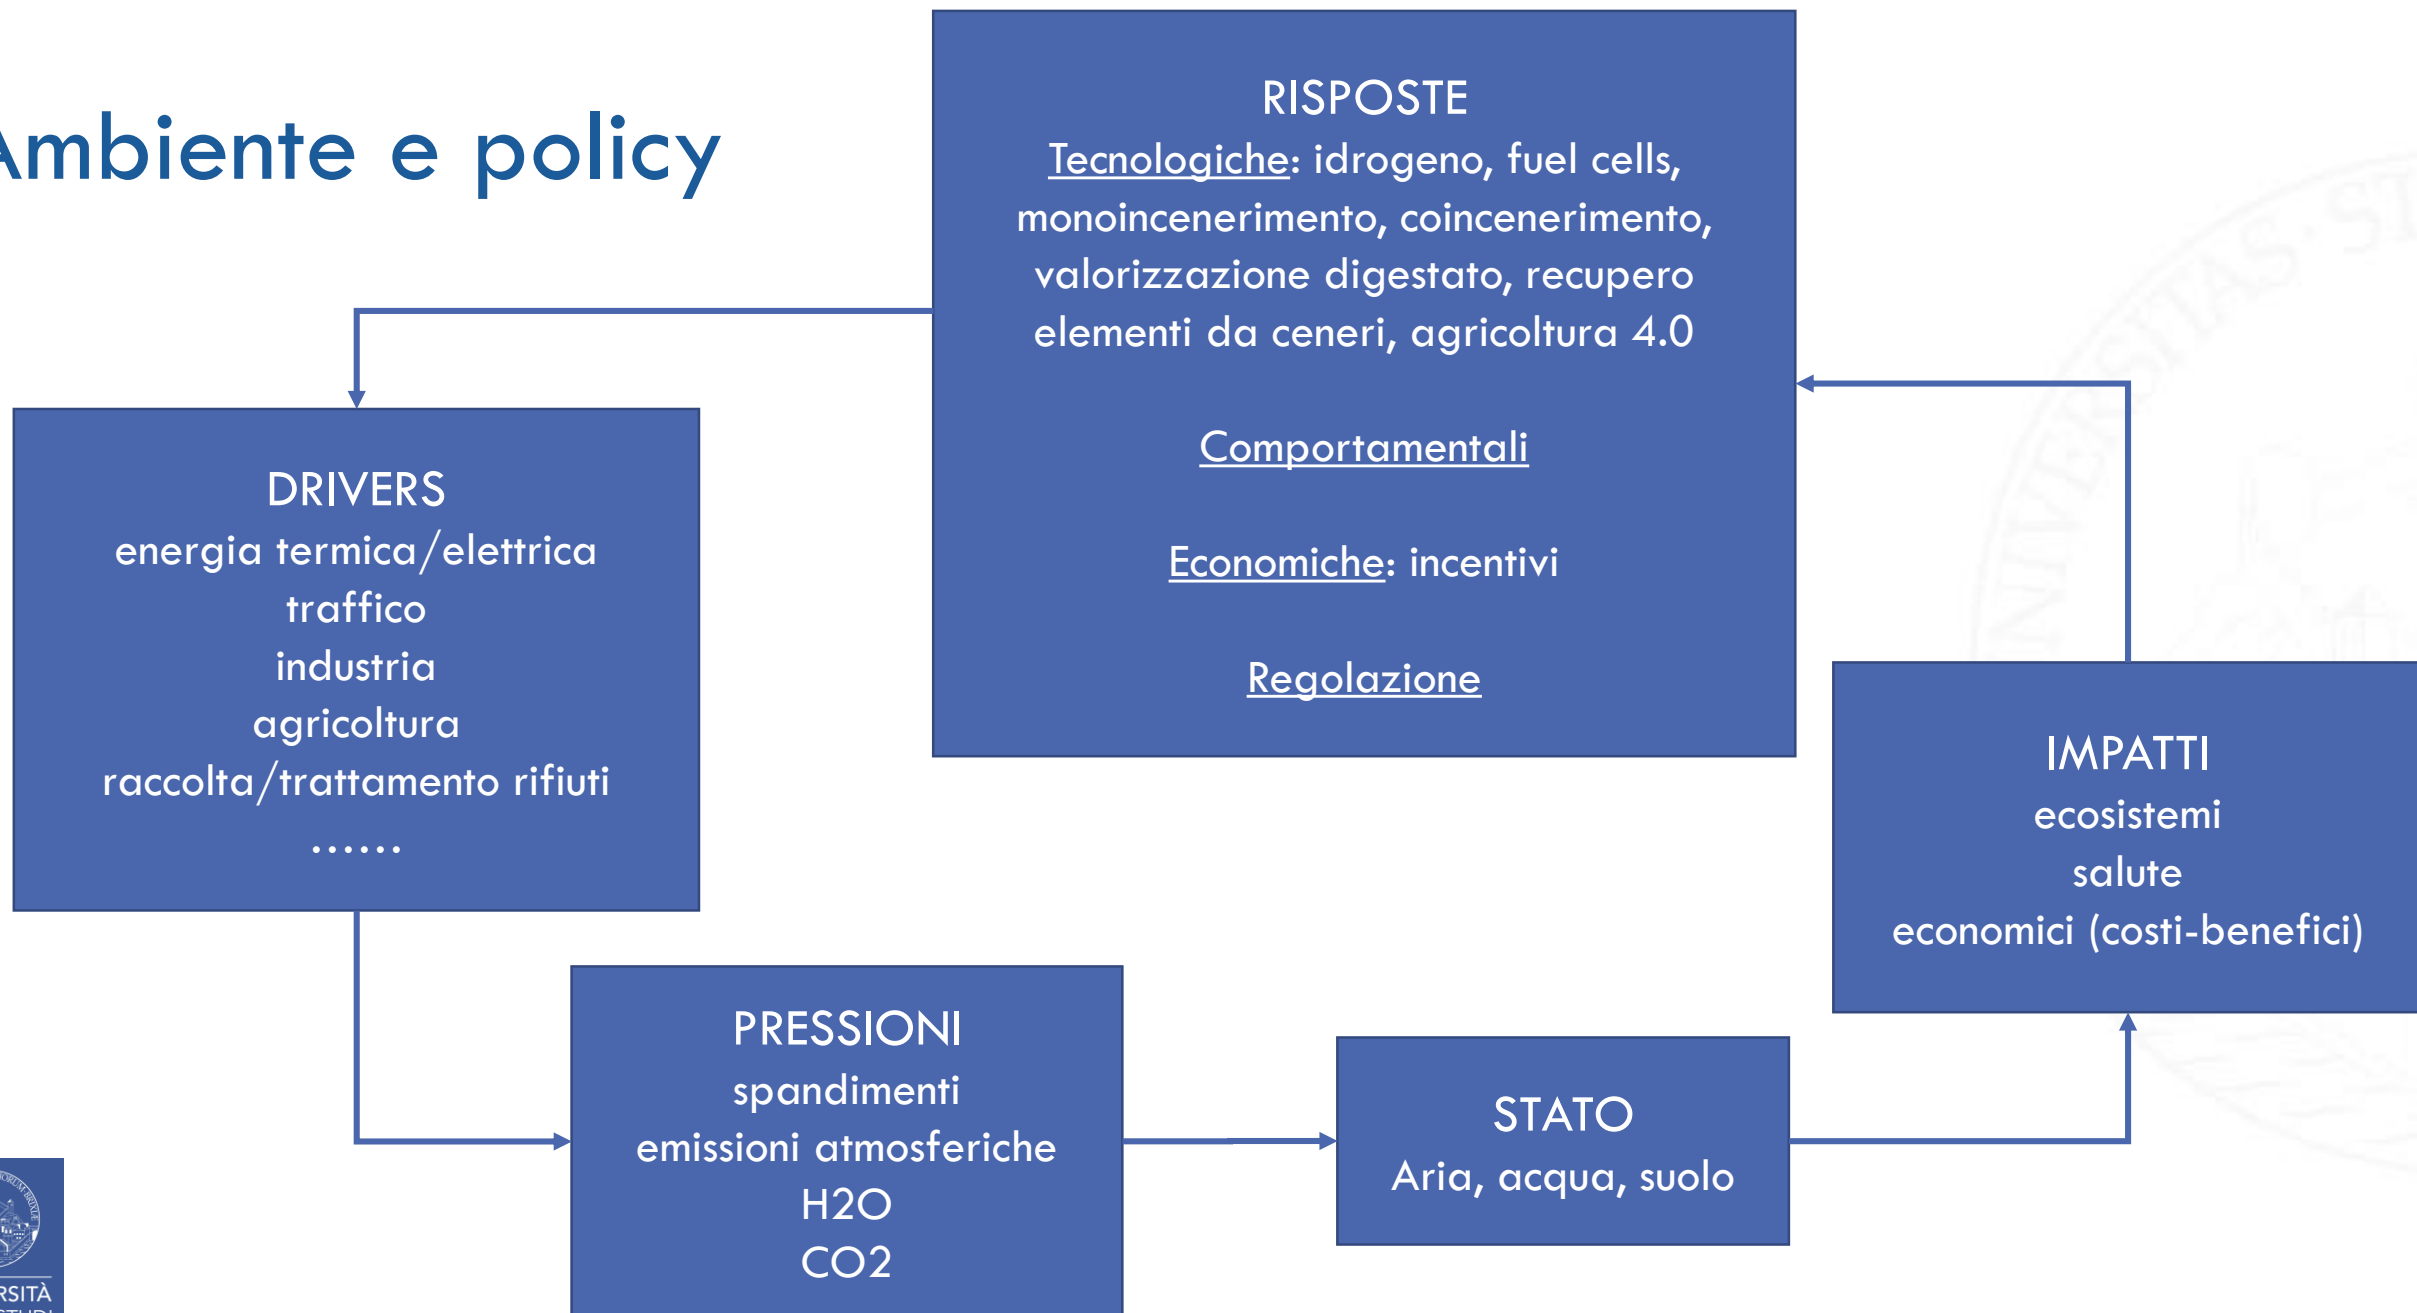 Ambiente e policy
RISPOSTE
Tecnologiche: idrogeno, fuel cells,
monoincenerimento, coincenerimento,
valorizzazione digestato, recupero
elementi da ceneri, agricoltura 4.0
Comportamentali
Economiche: incentivi
Regolazione
DRIVERS
energia termica/elettrica
traffico
industria
agricoltura
raccolta/trattamento rifiuti
......
PRESSIONI
spandimenti
emissioni atmosferiche
H2O
CO2
STATO
Aria, acqua, suolo
IMPATTI
ecosistemi
salute
economici (costi-benefici)